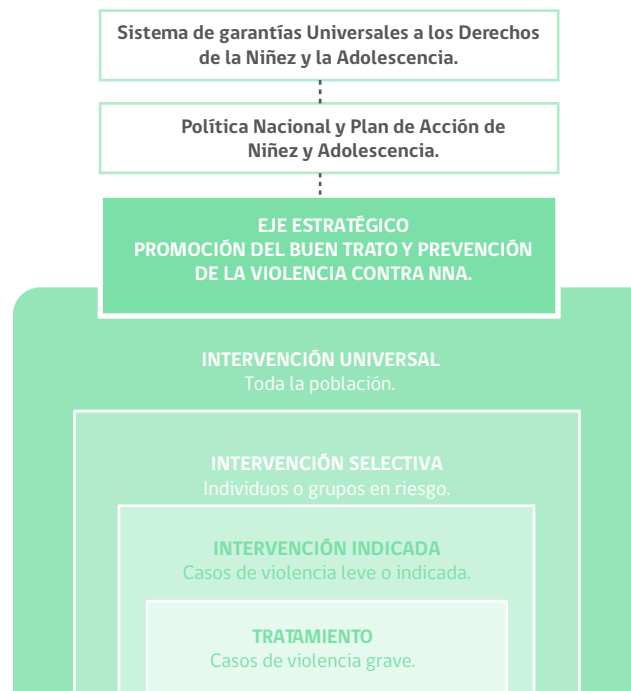 Sistema de garantías Universales a los Derechos
de la Niñez y la Adolescencia.
Política Nacional y Plan de Acción de
Niñez y Adolescencia.
EJE ESTRATÉGICO
PROMOCIÓN DEL BUEN TRATO Y PREVENCIÓN
DE LA VIOLENCIA CONTRA NNA.
INTERVENCIÓN UNIVERSAL
Toda la población.
INTERVENCIÓN SELECTIVA
Individuos o grupos en riesgo.
INTERVENCIÓN INDICADA
Casos de violencia leve o indicada.
TRATAMIENTO
Casos de violencia grave.